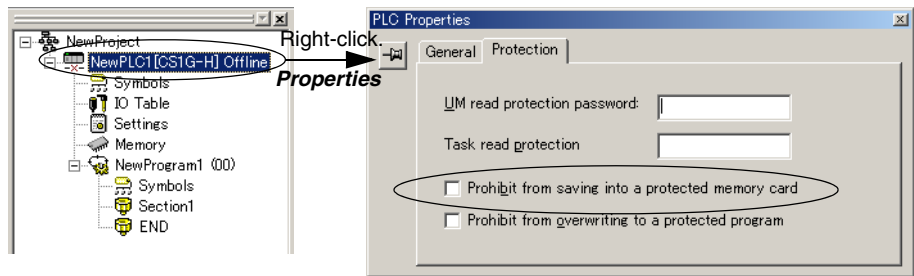 NewProject
NewPLC1[CS1G-H] Offline
Symbols
IO Table
Settings
Memory
NewProgram1 (00)
Symbols
Section1
END
Right-click.
Properties
PLC Properties
General Protection
UM read protection password:
Task read protection
Prohibit from saving into a protected memory card
Prohibit from overwriting to a protected program